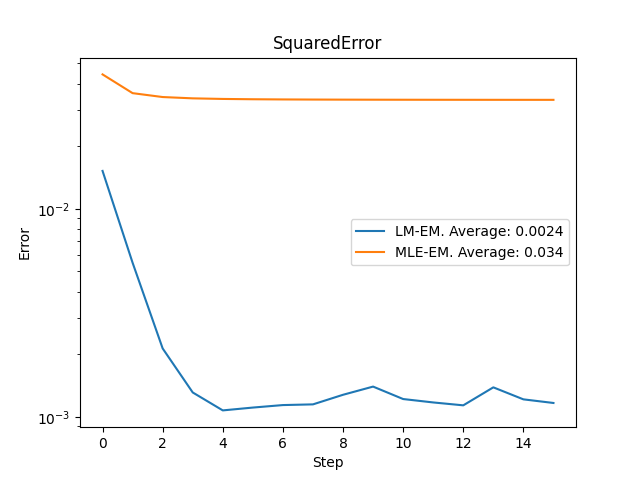 SquaredError
Error
10⁻²
10⁻³
LM-EM. Average: 0.0024
MLE-EM. Average: 0.034
0 2 4 6 8 10 12 14
Step